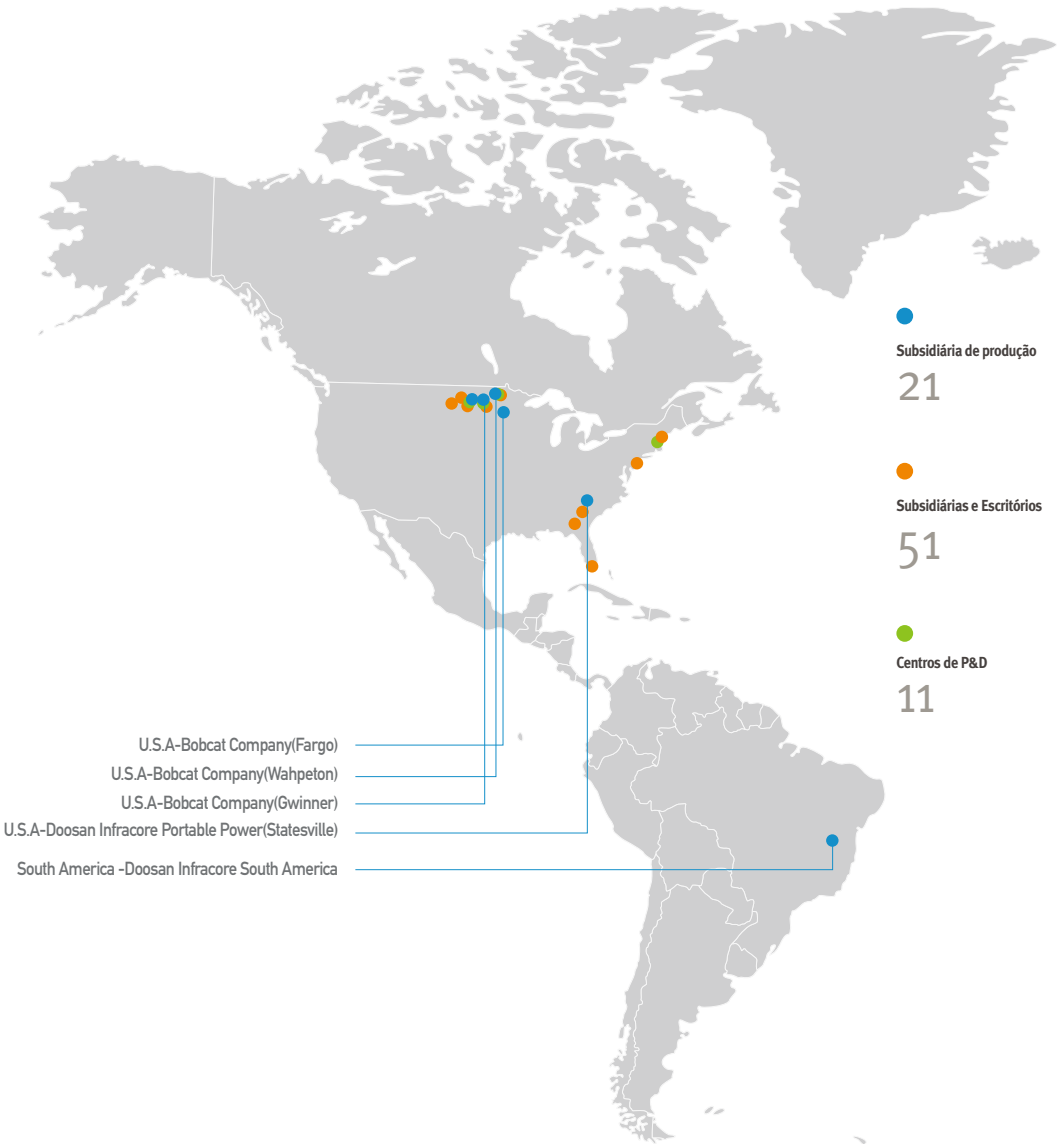 Subsidiária de produção
21
Subsidiárias e Escritórios
51
Centros de P&D
11
U.S.A-Bobcat Company(Fargo)
U.S.A-Bobcat Company(Wahpeton)
U.S.A-Bobcat Company(Gwinner)
U.S.A-Doosan Infracore Portable Power(Statesville)
South America -Doosan Infracore South America